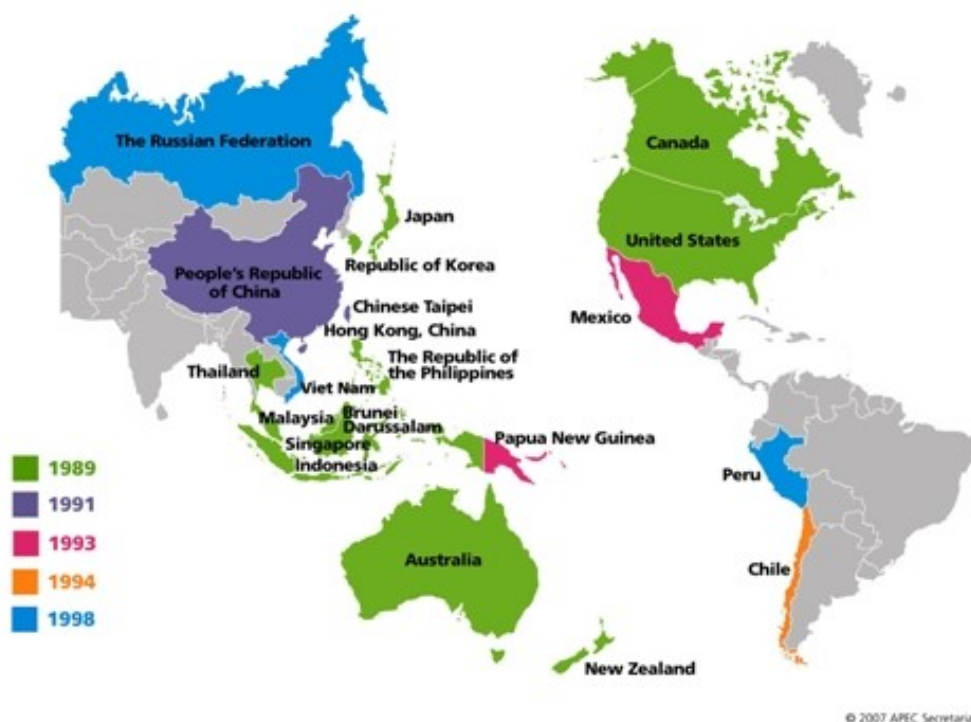 The Russian Federation
Canada
Japan
United States
Republic of Korea
People's Republic
of China
Chinese Taipei
Mexico
Hong Kong, China
The Republic of
the Philippines
Thailand
Viet Nam
Malaysia
Brunei
Darussalam
Singapore
Indonesia
Papua New Guinea
Peru
Australia
Chile
New Zealand
1989
1991
1993
1994
1998
© 2007 APEC